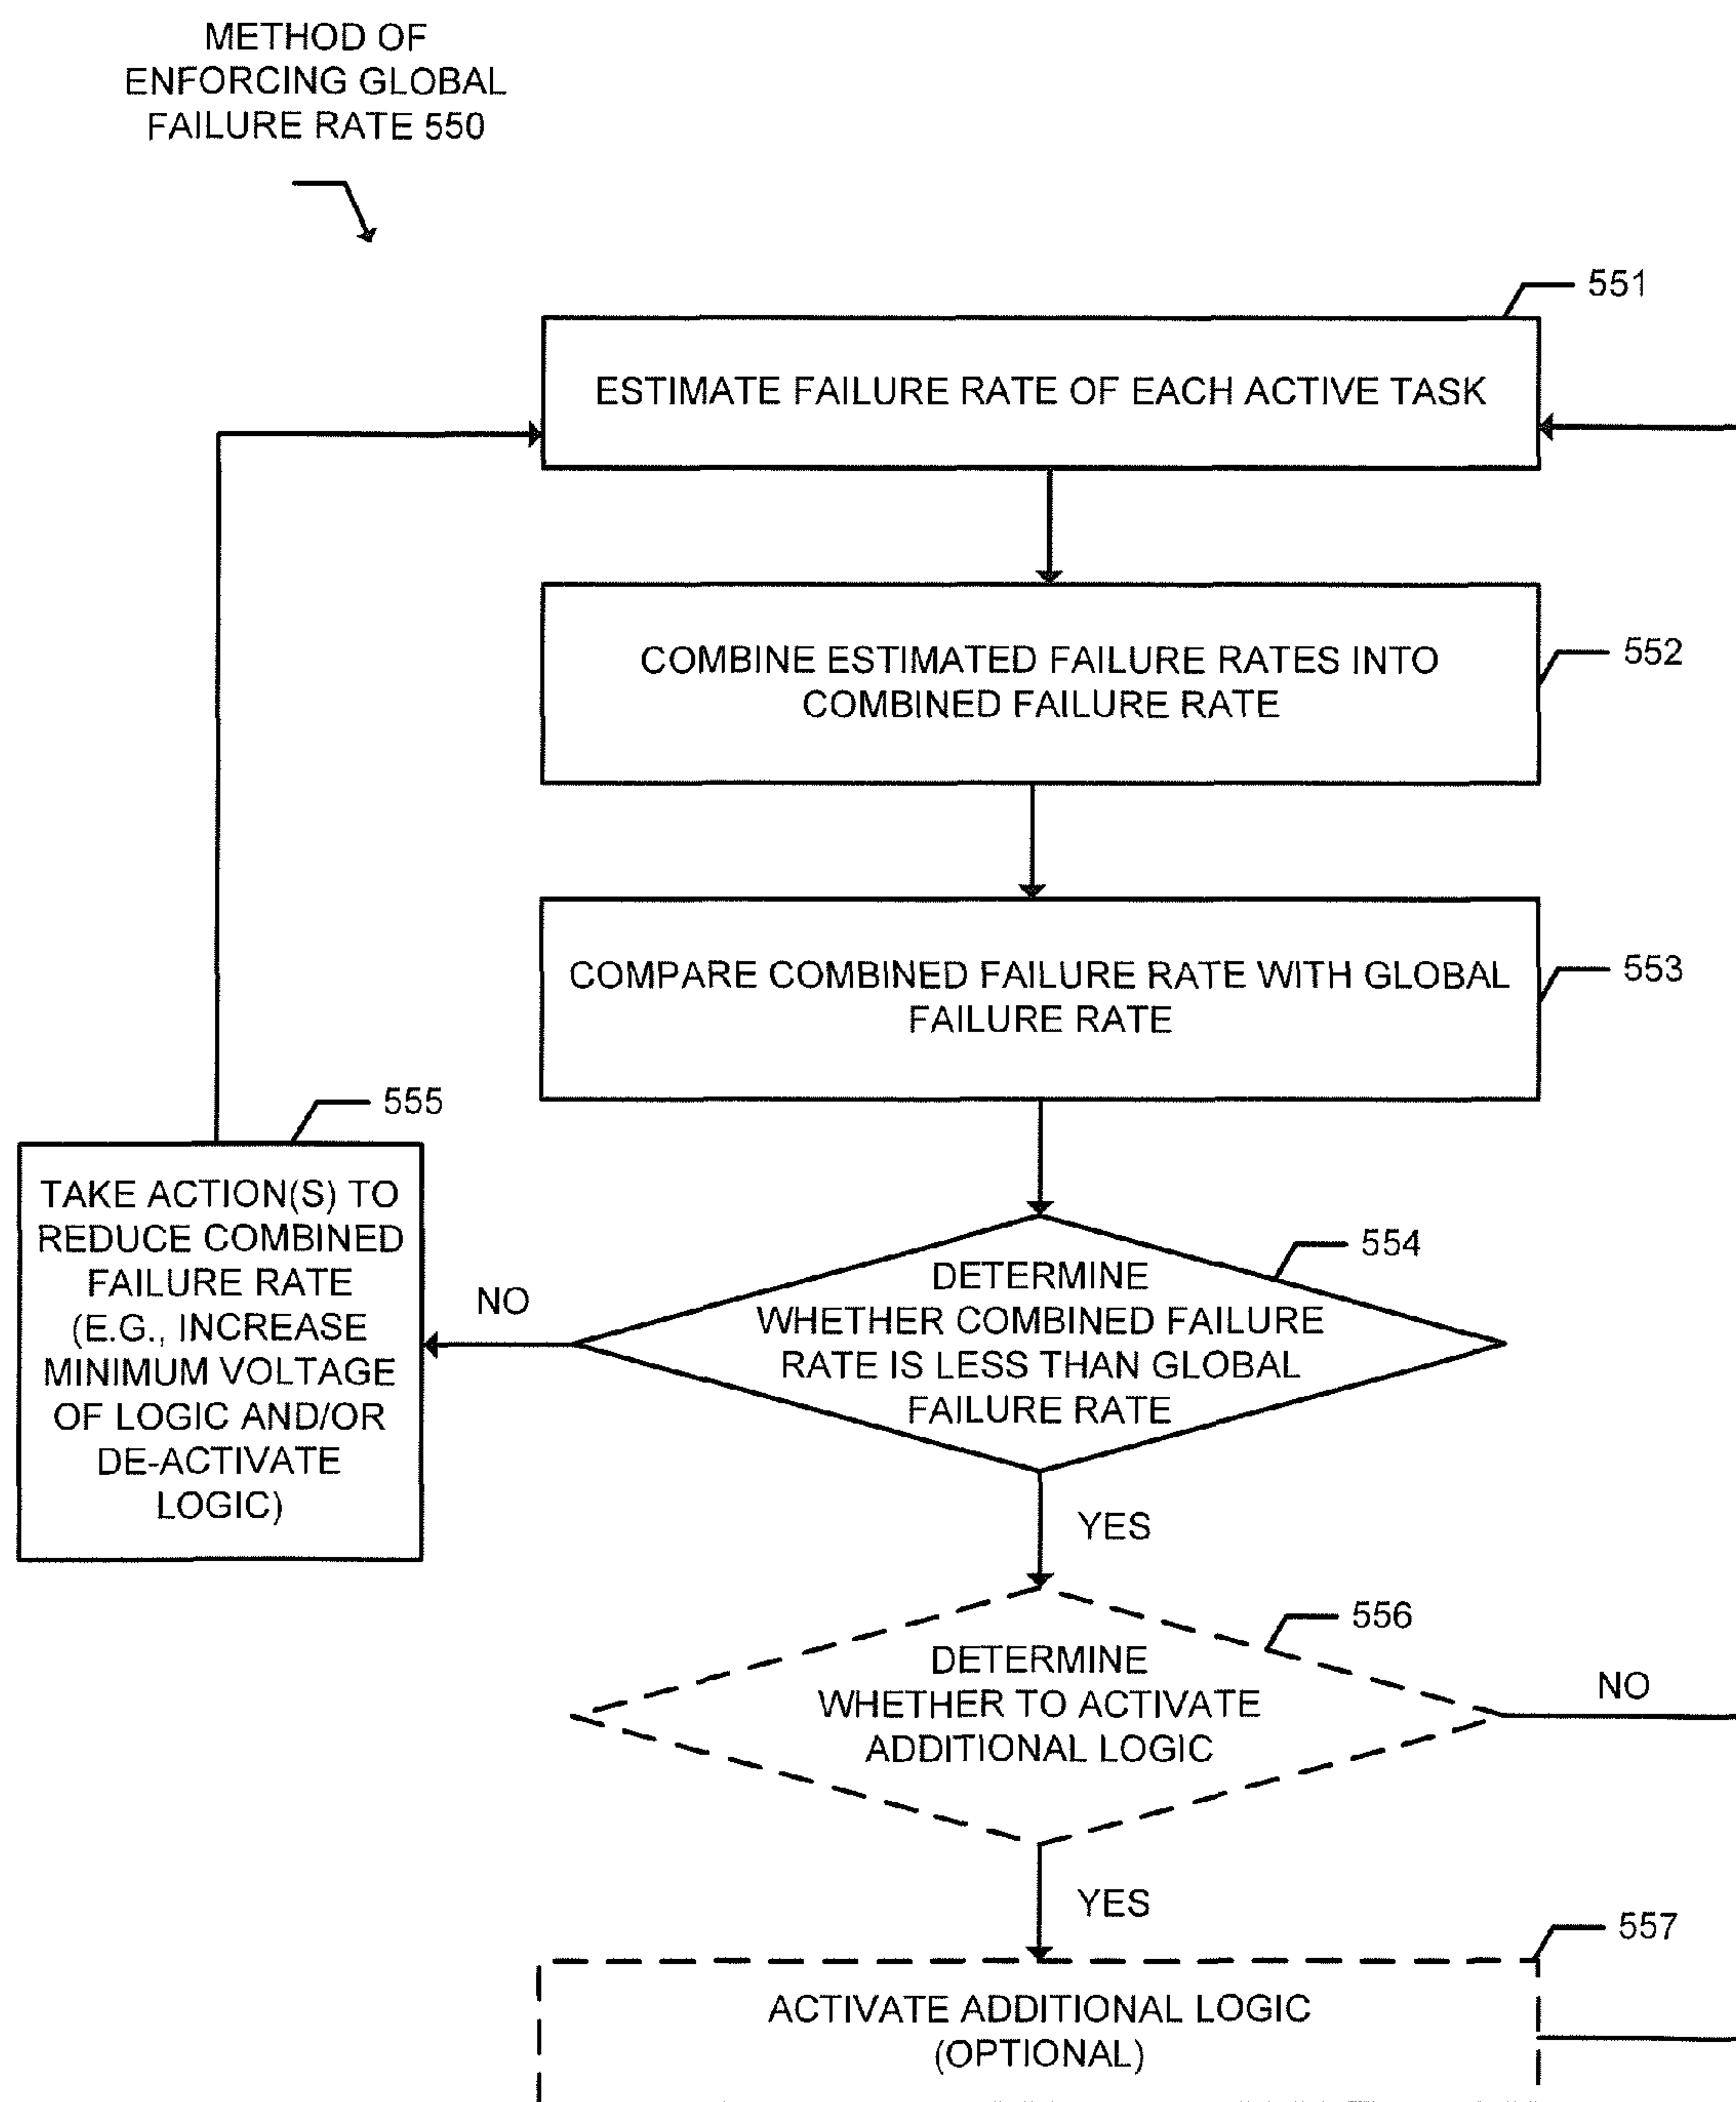 METHOD OF
ENFORCING GLOBAL
FAILURE RATE 550
551
ESTIMATE FAILURE RATE OF EACH ACTIVE TASK
COMBINE ESTIMATED FAILURE RATES INTO
COMBINED FAILURE RATE
552
COMPARE COMBINED FAILURE RATE WITH GLOBAL
FAILURE RATE
553
555
TAKE ACTION(S) TO
REDUCE COMBINED
FAILURE RATE
(E.G., INCREASE
MINIMUM VOLTAGE
OF LOGIC AND/OR
DE-ACTIVATE
LOGIC)
NO
554
DETERMINE
WHETHER COMBINED FAILURE
RATE IS LESS THAN GLOBAL
FAILURE RATE
YES
556
DETERMINE
WHETHER TO ACTIVATE
ADDITIONAL LOGIC
NO
YES
557
ACTIVATE ADDITIONAL LOGIC
(OPTIONAL)